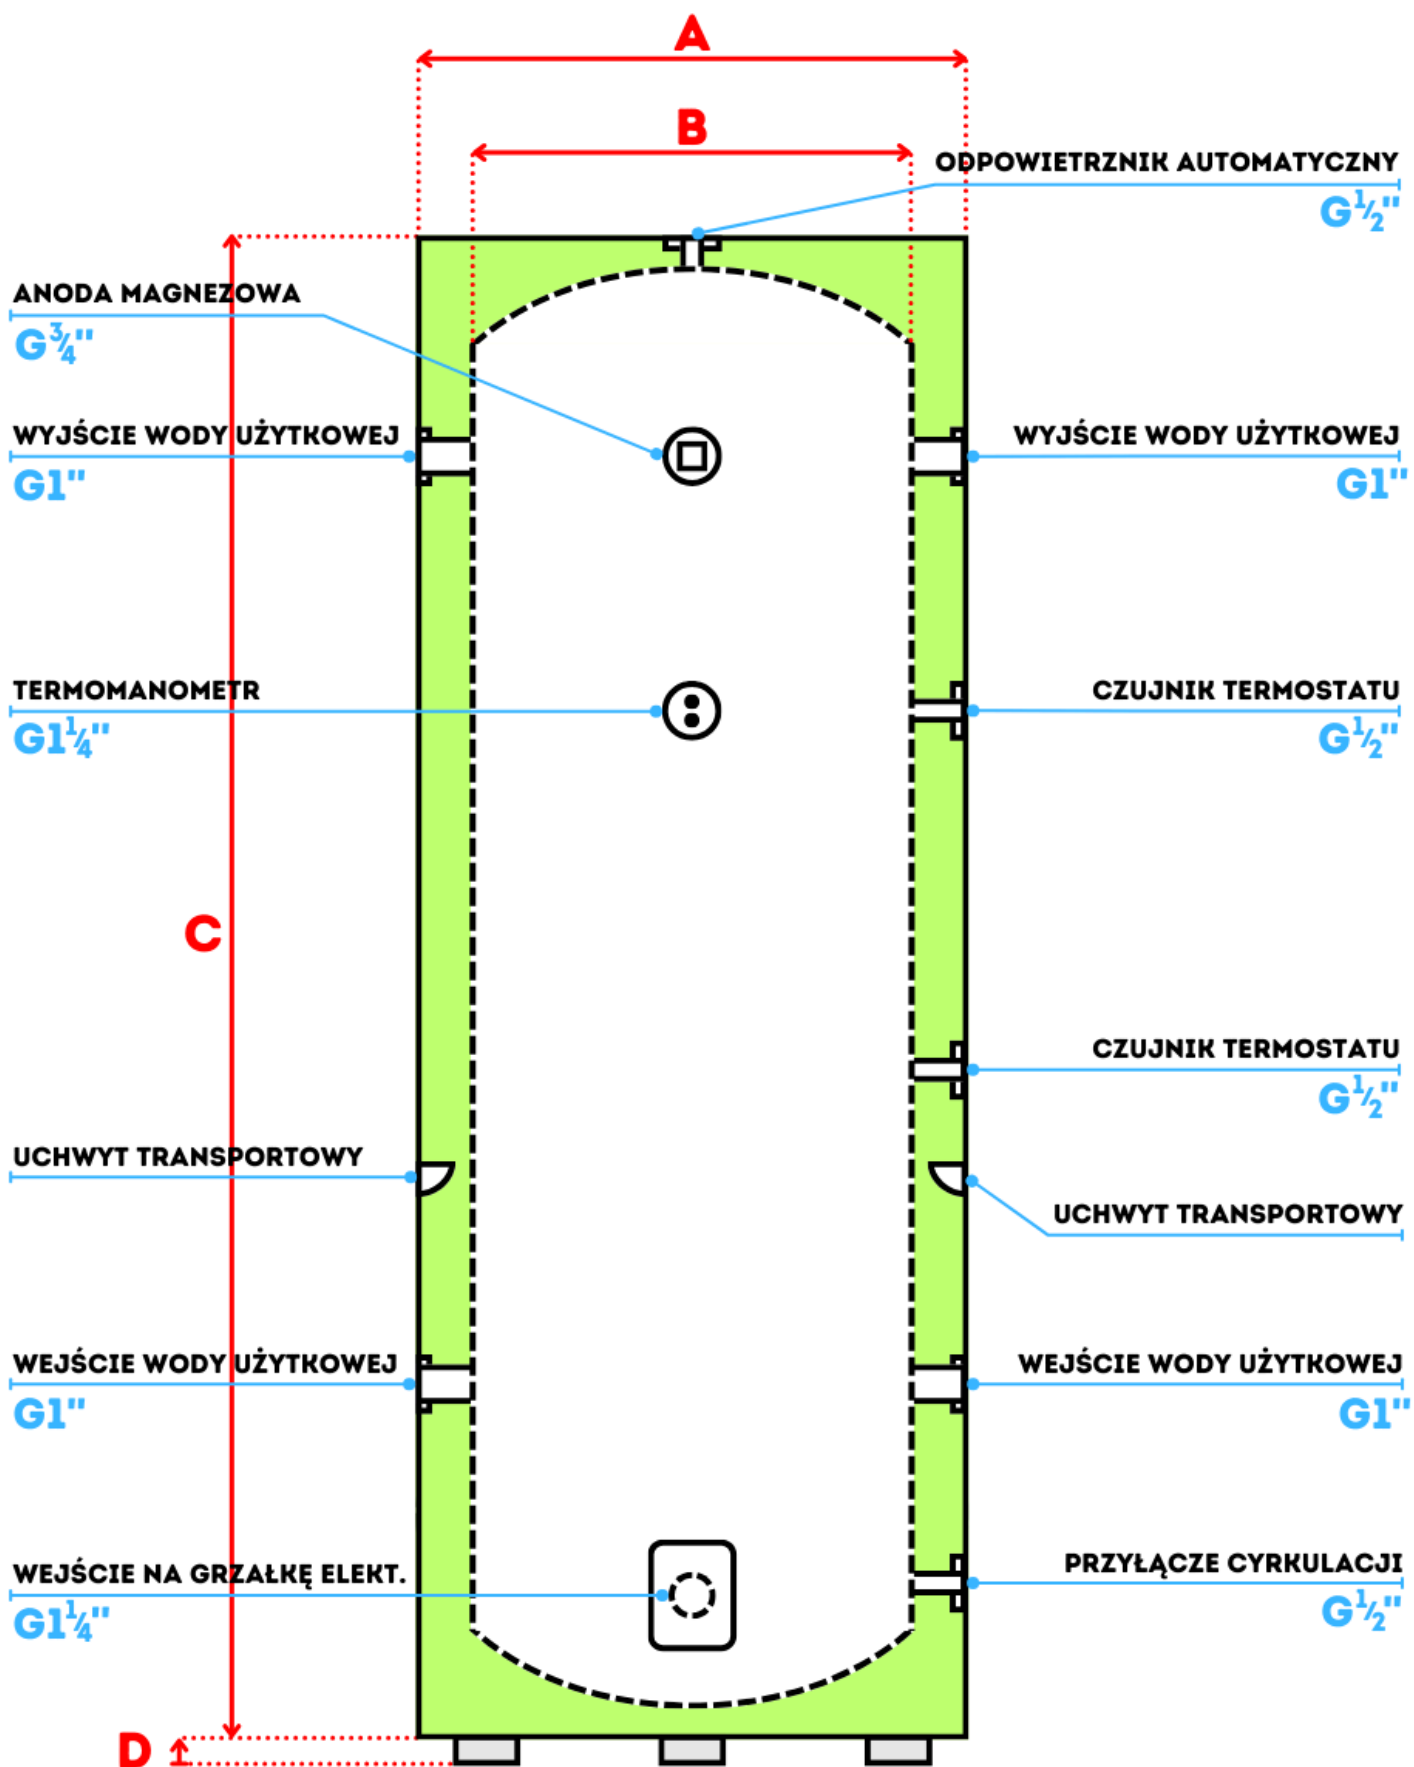 A
B
ODPOWIETRZNIK AUTOMATYCZNY
G½"
ANODA MAGNEZOWA
G¾"
WYJŚCIE WODY UŻYTKOWEJ
G1"
WYJŚCIE WODY UŻYTKOWEJ
G1"
TERMOMANOMETR
G1¼"
CZUJNIK TERMOSTATU
G½"
C
CZUJNIK TERMOSTATU
G½"
UCHWYT TRANSPORTOWY
UCHWYT TRANSPORTOWY
WEJŚCIE WODY UŻYTKOWEJ
G1"
WEJŚCIE WODY UŻYTKOWEJ
G1"
WEJŚCIE NA GRZAŁKĘ ELEKT.
G1¼"
PRZYŁĄCZE CYRKULACJI
G½"
D